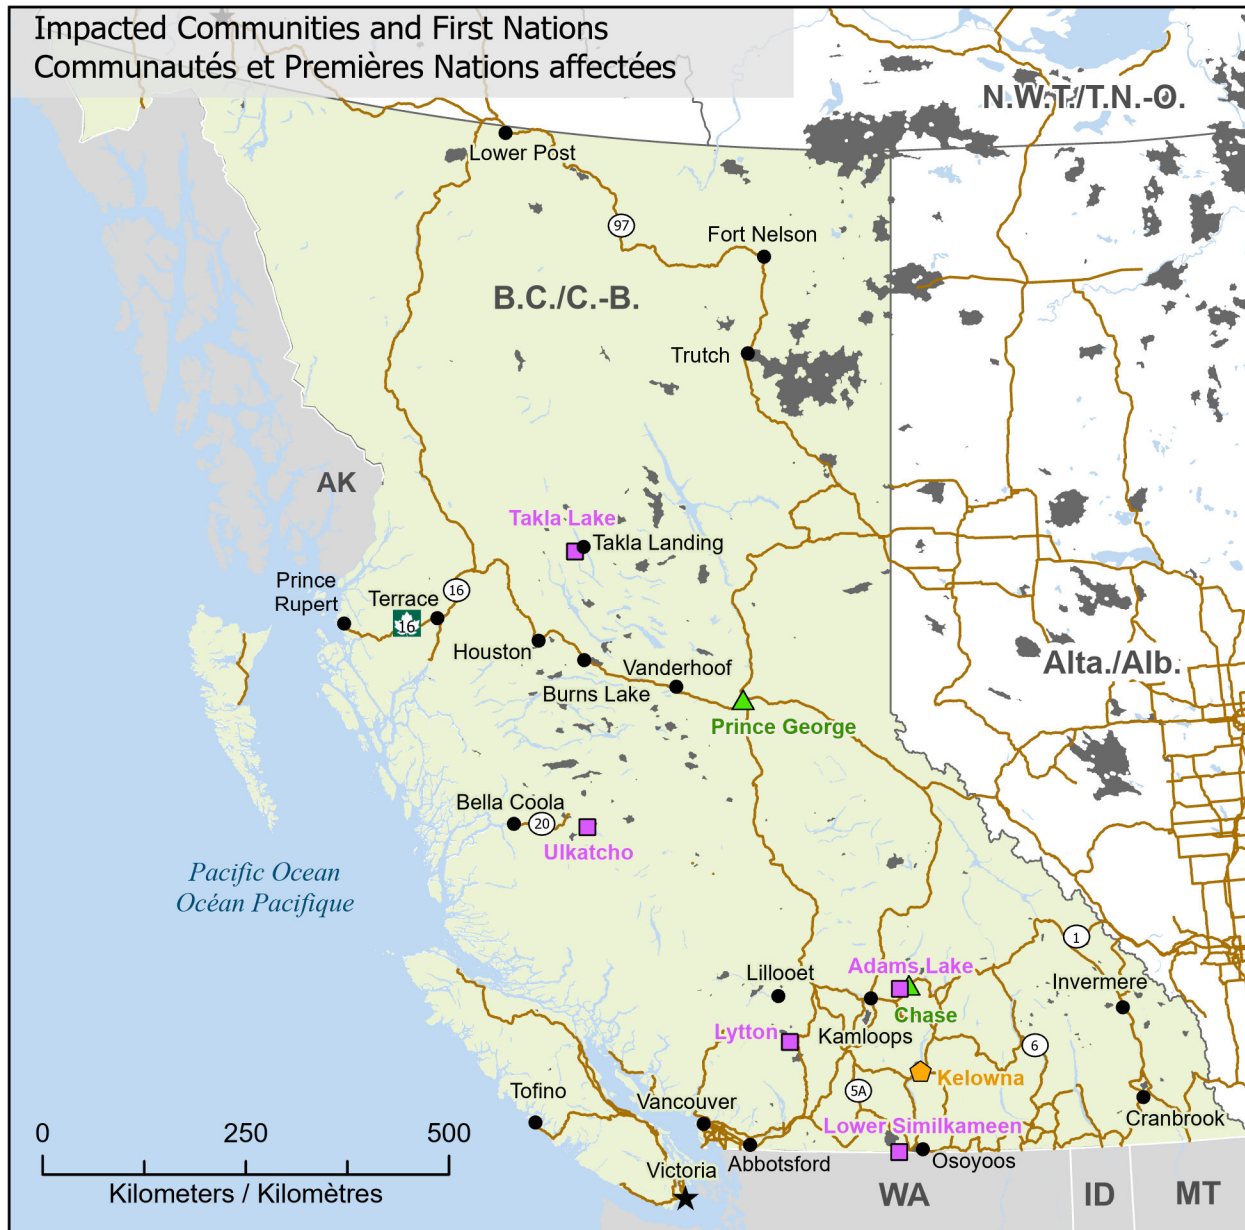 Impacted Communities and First Nations
Communautés et Premières Nations affectées
N.W.T./T.N.-O.
Lower Post
97
Fort Nelson
B.C./C.-B.
Trutch
AK
Takla Lake
Takla Landing
Prince
Rupert
Terrace
16
16
Houston
Vanderhoof
Burns Lake
Alta./Alb.
Prince George
Bella Coola
20
Ulkatcho
Pacific Ocean
Océan Pacifique
1
Lillooet
Adams Lake
Invermere
Chase
Lytton
Kamloops
6
Kelowna
5A
Tofino
Vancouver
Cranbrook
Lower Similkameen
0 250 500
Abbotsford
Osoyoos
Victoria
Kilometers / Kilomètres
WA
ID
MT